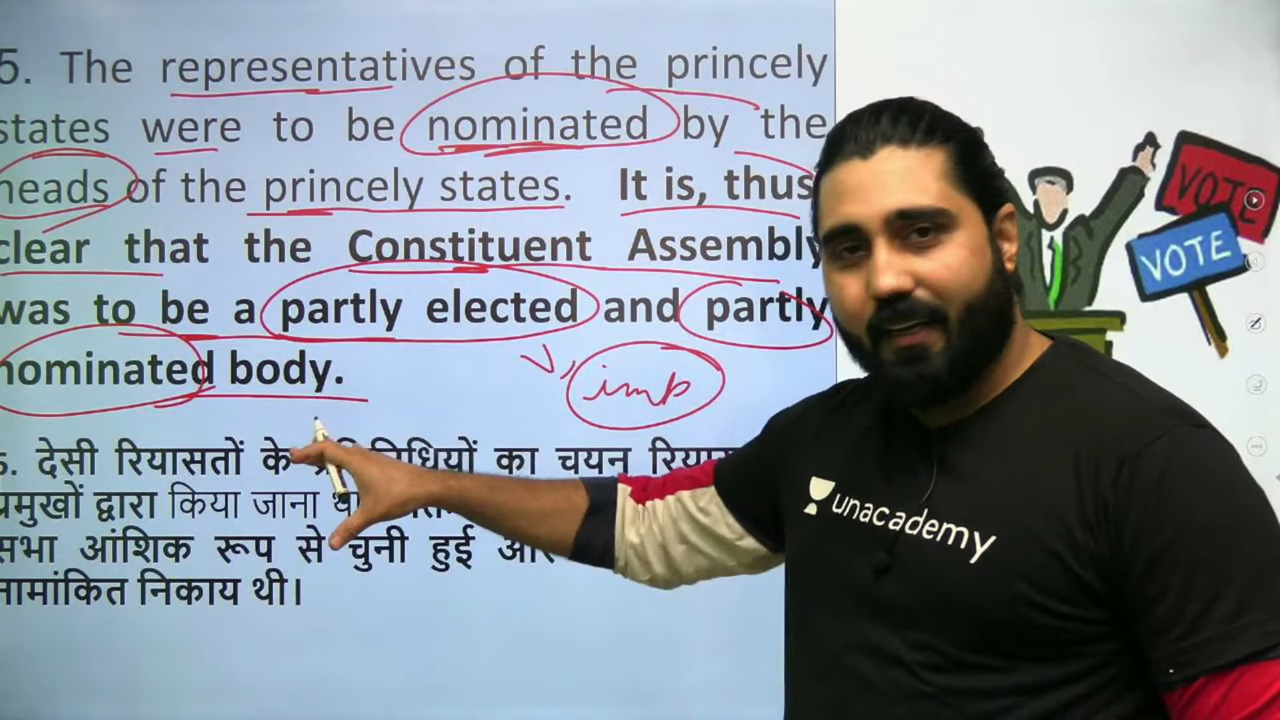 5. The representatives of the princely
states were to be nominated by the
heads of the princely states. It is, thus
clear that the Constituent Assembly
was to be a partly elected and partly
nominated body.
V, imp
5. देसी रियासतों के का चयन
प्रमुखों द्वारा किया जाना
सभा आंशिक रूप से चुनी हुई
नामांकित निकाय थी।
VOTE
VOTE
unacademy